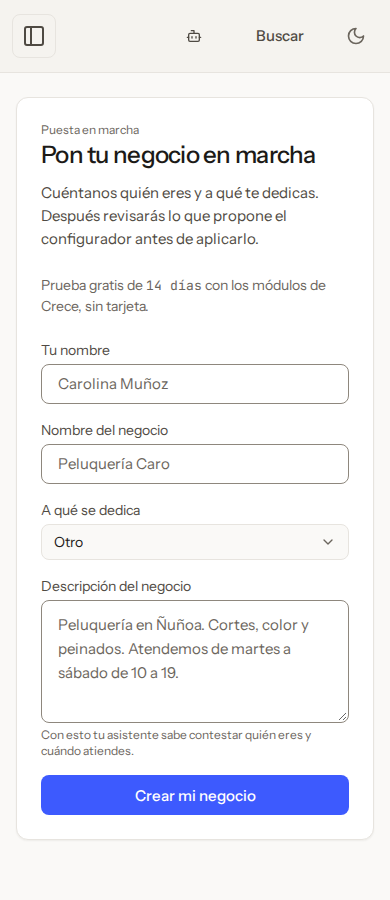 Buscar
Puesta en marcha
Pon tu negocio en marcha
Cuéntanos quién eres y a qué te dedicas.
Después revisarás lo que propone el
configurador antes de aplicarlo.
Prueba gratis de 14 días con los módulos de
Crece, sin tarjeta.
Tu nombre
Carolina Muñoz
Nombre del negocio
Peluquería Caro
A qué se dedica
Otro
Descripción del negocio
Peluquería en Ñuñoa. Cortes, color y
peinados. Atendemos de martes a
sábado de 10 a 19.
Con esto tu asistente sabe contestar quién eres y
cuándo atiendes.
Crear mi negocio